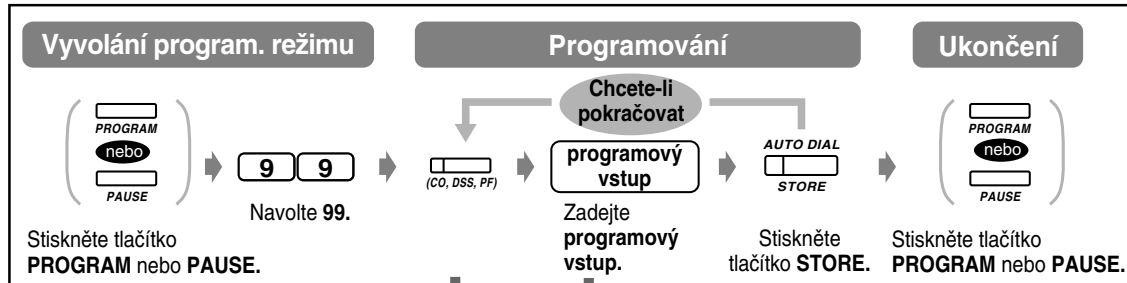 Vyvolání program. režimu
Programování
Ukončení
Chcete-li
pokračovat
PROGRAM
nebo
PAUSE
9 9
(CO, DSS, PF)
programový
vstup
AUTO DIAL
STORE
PROGRAM
nebo
PAUSE
Navolte 99.
Zadejte
programový
vstup.
Stiskněte tlačítko
PROGRAM nebo PAUSE.
Stiskněte
tlačítko STORE.
Stiskněte tlačítko
PROGRAM nebo PAUSE.